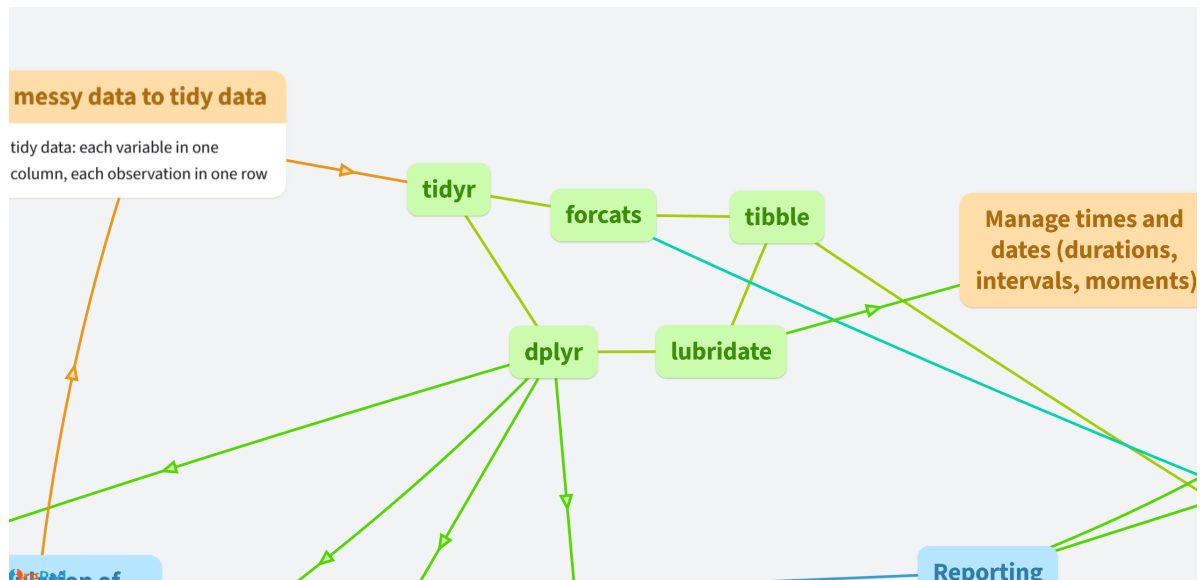 messy data to tidy data
tidy data: each variable in one
column, each observation in one row
tidyr
forcats
tibble
Manage times and
dates (durations,
intervals, moments)
dplyr
lubridate
of
Reporting